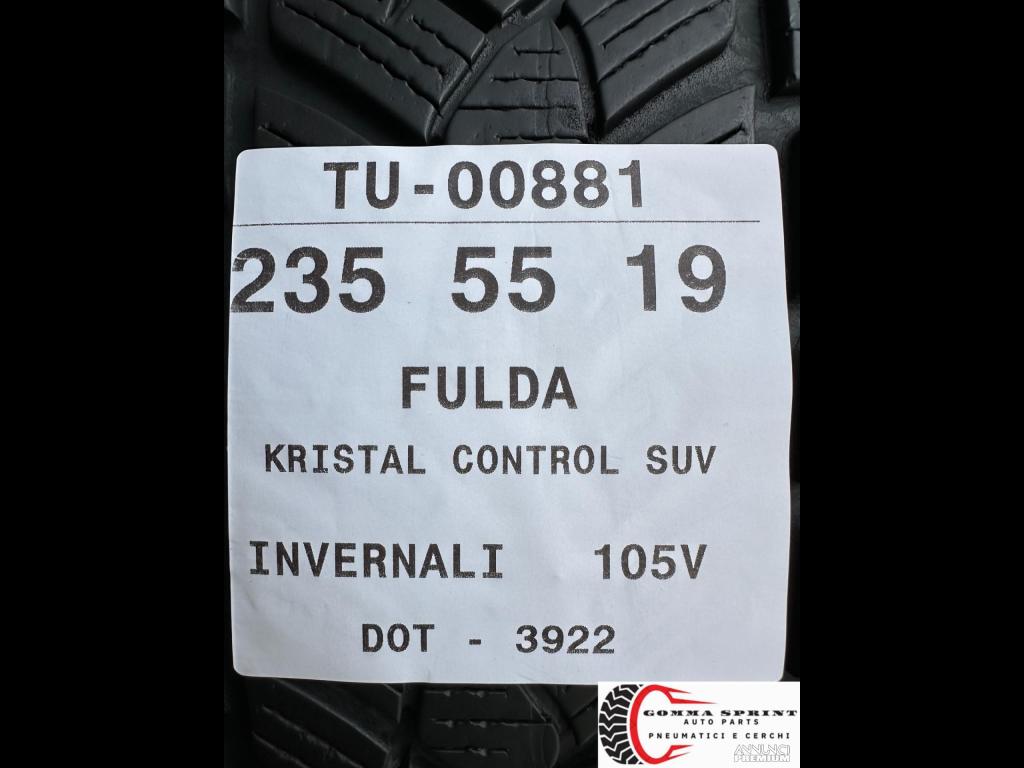 TU-00881
235 55 19
FULDA
KRISTAL CONTROL SUV
INVERNALI 105V
DOT - 3922
GOMMA SPRINT
AUTO PARTS
PNEUMATICI E CERCHI
ANNUNCI
PREMIUM